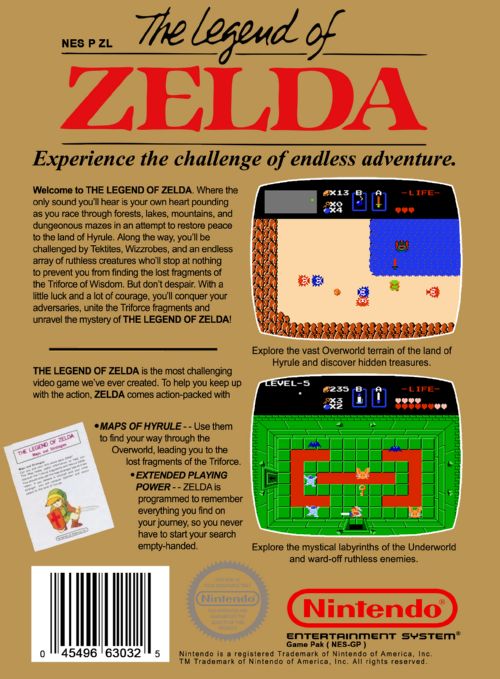 NES P ZL
The Legend of
ZELDA
Experience the challenge of endless adventure.
Welcome to THE LEGEND OF ZELDA. Where the
only sound you'll hear is your own heart pounding
as you race through forests, lakes, mountains, and
dungeonous mazes in an attempt to restore peace
to the land of Hyrule. Along the way, you'll be
challenged by Tektites, Wizzrobes, and an endless
array of ruthless creatures who'll stop at nothing
to prevent you from finding the lost fragments of
the Triforce of Wisdom. But don't despair. With a
little luck and a lot of courage, you'll conquer your
adversaries, unite the Triforce fragments and
unravel the mystery of THE LEGEND OF ZELDA!
X13 B A -LIFE-
X0
X4
Explore the vast Overworld terrain of the land of
Hyrule and discover hidden treasures.
THE LEGEND OF ZELDA is the most challenging
video game we've ever created. To help you keep up
with the action, ZELDA comes action-packed with
•MAPS OF HYRULE - - Use them
to find your way through the
Overworld, leading you to the
lost fragments of the Triforce.
•EXTENDED PLAYING
POWER - - ZELDA is
programmed to remember
everything you find on
your journey, so you never
have to start your search
empty-handed.
THE LEGEND OF ZELDA
Maps and Strategies
LEVEL-5
235 B A -LIFE-
X3
X2
Explore the mystical labyrinths of the Underworld
and ward-off ruthless enemies.
0 45496 63032 5
Nintendo
Nintendo®
ENTERTAINMENT SYSTEM®
Game Pak ( NES-GP )
Nintendo is a registered Trademark of Nintendo of America, Inc.
TM Trademark of Nintendo of America, Inc. All rights reserved.